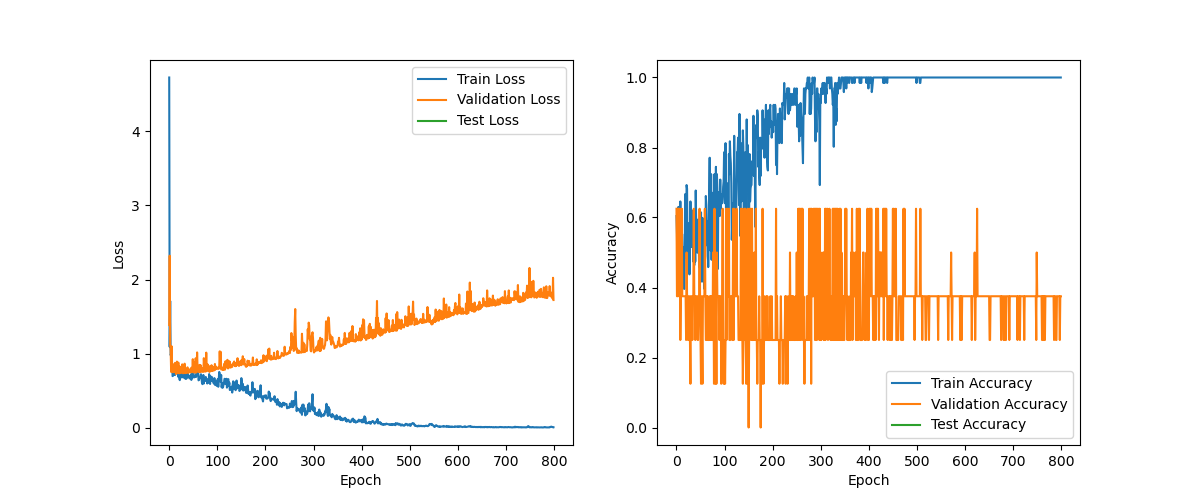 Train Loss
Validation Loss
Test Loss
Loss
4
3
2
1
0
0 100 200 300 400 500 600 700 800
Epoch
Accuracy
1.0
0.8
0.6
0.4
0.2
0.0
Train Accuracy
Validation Accuracy
Test Accuracy
0 100 200 300 400 500 600 700 800
Epoch